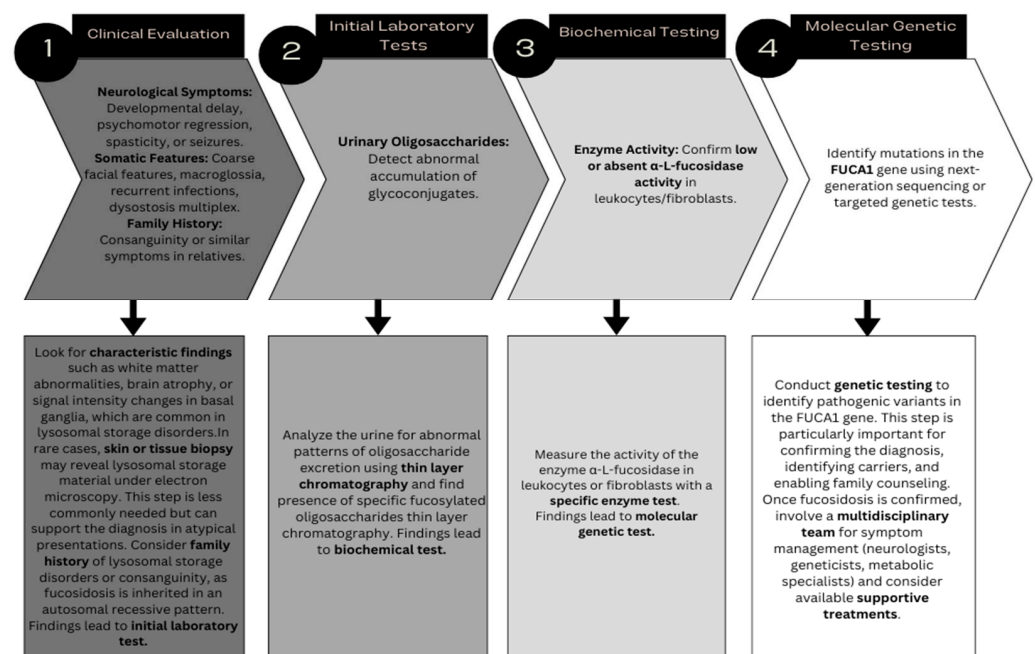 1
Clinical Evaluation
Neurological Symptoms:
Developmental delay,
psychomotor regression,
spasticity, or seizures.
Somatic Features: Coarse
facial features, macroglossia,
recurrent infections,
dysostosis multiplex.
Family History:
Consanguinity or similar
symptoms in relatives.
Look for characteristic findings
such as white matter
abnormalities, brain atrophy, or
signal intensity changes in basal
ganglia, which are common in
lysosomal storage disorders.In
rare cases, skin or tissue biopsy
may reveal lysosomal storage
material under electron
microscopy. This step is less
commonly needed but can
support the diagnosis in atypical
presentations. Consider family
history of lysosomal storage
disorders or consanguinity, as
fucosidosis is inherited in an
autosomal recessive pattern.
Findings lead to initial laboratory
test.
2
Initial Laboratory
Tests
Urinary Oligosaccharides:
Detect abnormal
accumulation of
glycoconjugates.
Analyze the urine for abnormal
patterns of oligosaccharide
excretion using thin layer
chromatography and find
presence of specific fucosylated
oligosaccharides thin layer
chromatography. Findings lead
to biochemical test.
3
Biochemical Testing
Enzyme Activity: Confirm low
or absent α-L-fucosidase
activity in
leukocytes/fibroblasts.
Measure the activity of the
enzyme α-L-fucosidase in
leukocytes or fibroblasts with a
specific enzyme test.
Findings lead to molecular
genetic test.
4
Molecular Genetic
Testing
Identify mutations in the
FUCA1 gene using next-
generation sequencing or
targeted genetic tests.
Conduct genetic testing to
identify pathogenic variants in
the FUCA1 gene. This step is
particularly important for
confirming the diagnosis,
identifying carriers, and
enabling family counseling.
Once fucosidosis is confirmed,
involve a multidisciplinary
team for symptom
management (neurologists,
geneticists, metabolic
specialists) and consider
available supportive
treatments.